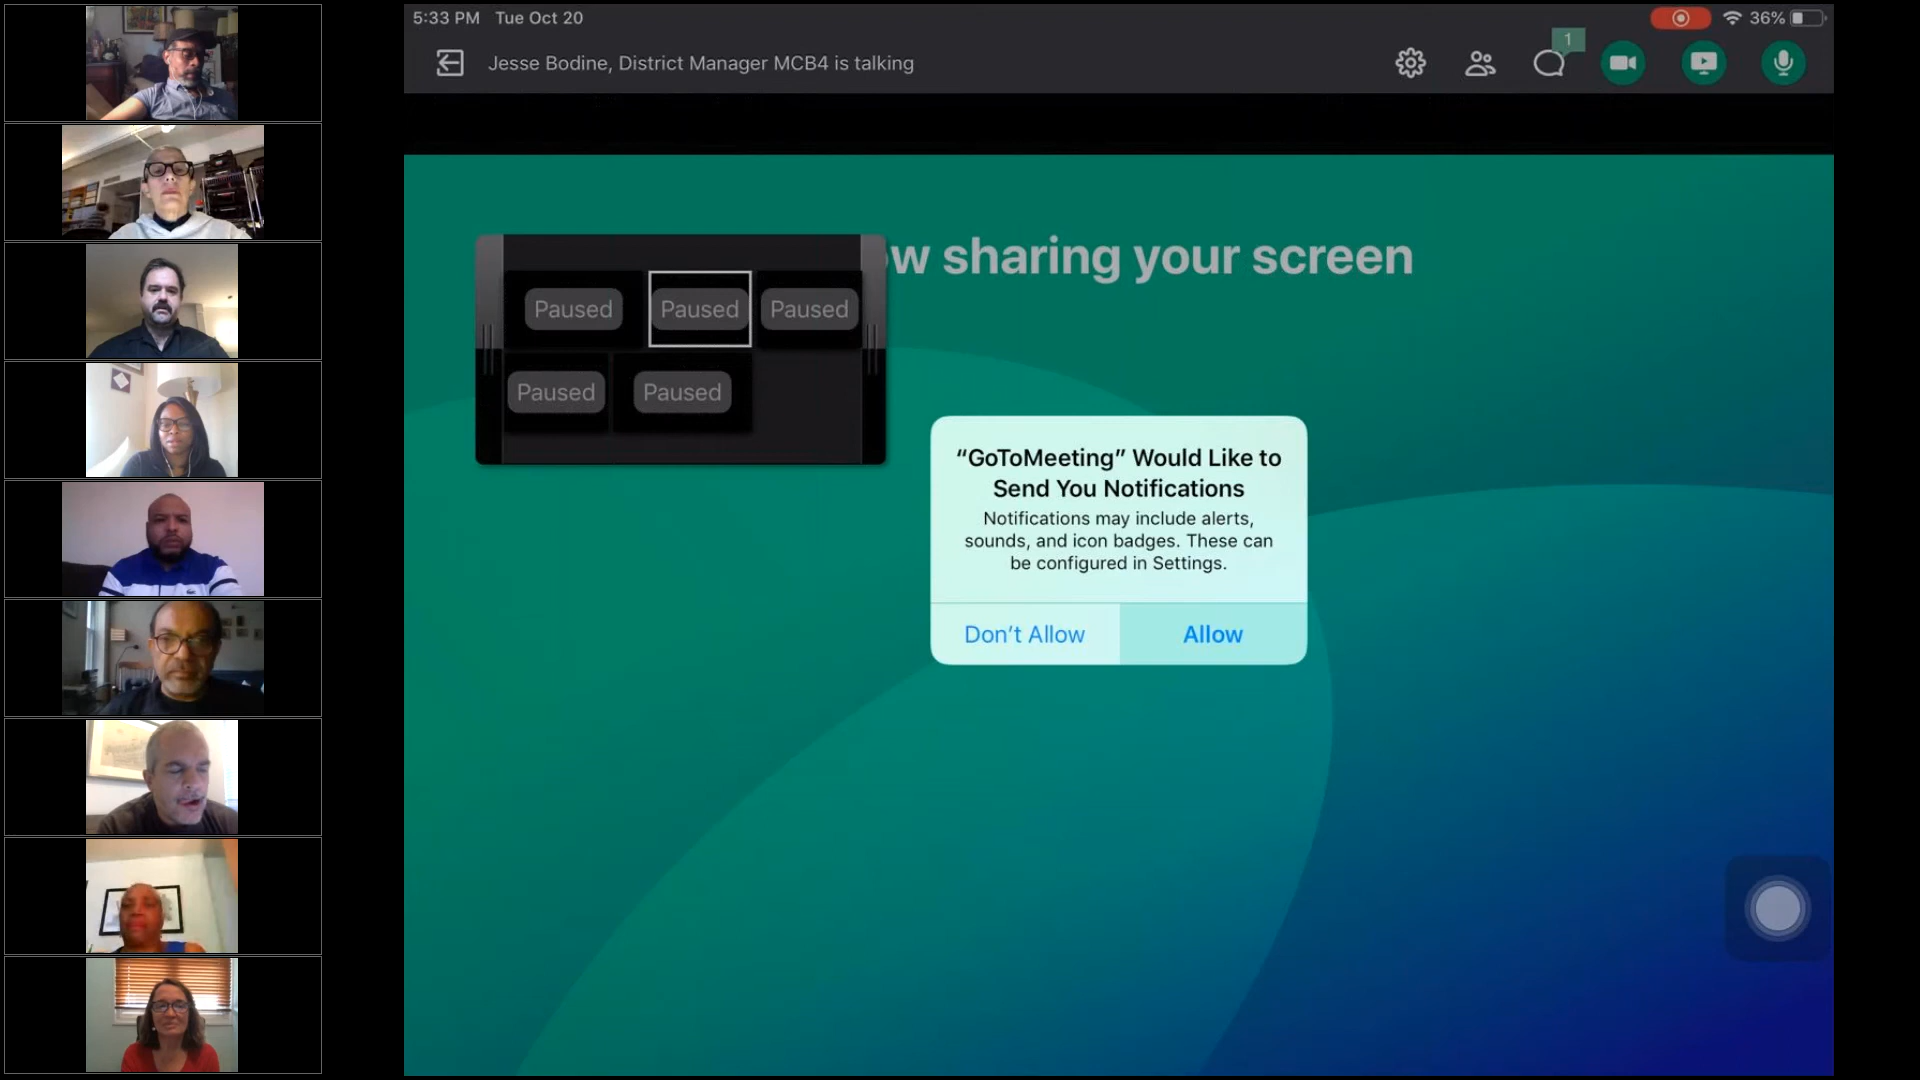 5:33 PM Tue Oct 20
36%
1
Jesse Bodine, District Manager MCB4 is talking
w sharing your screen
Paused Paused Paused
Paused Paused
“GoToMeeting” Would Like to
Send You Notifications
Notifications may include alerts,
sounds, and icon badges. These can
be configured in Settings.
Don’t Allow Allow